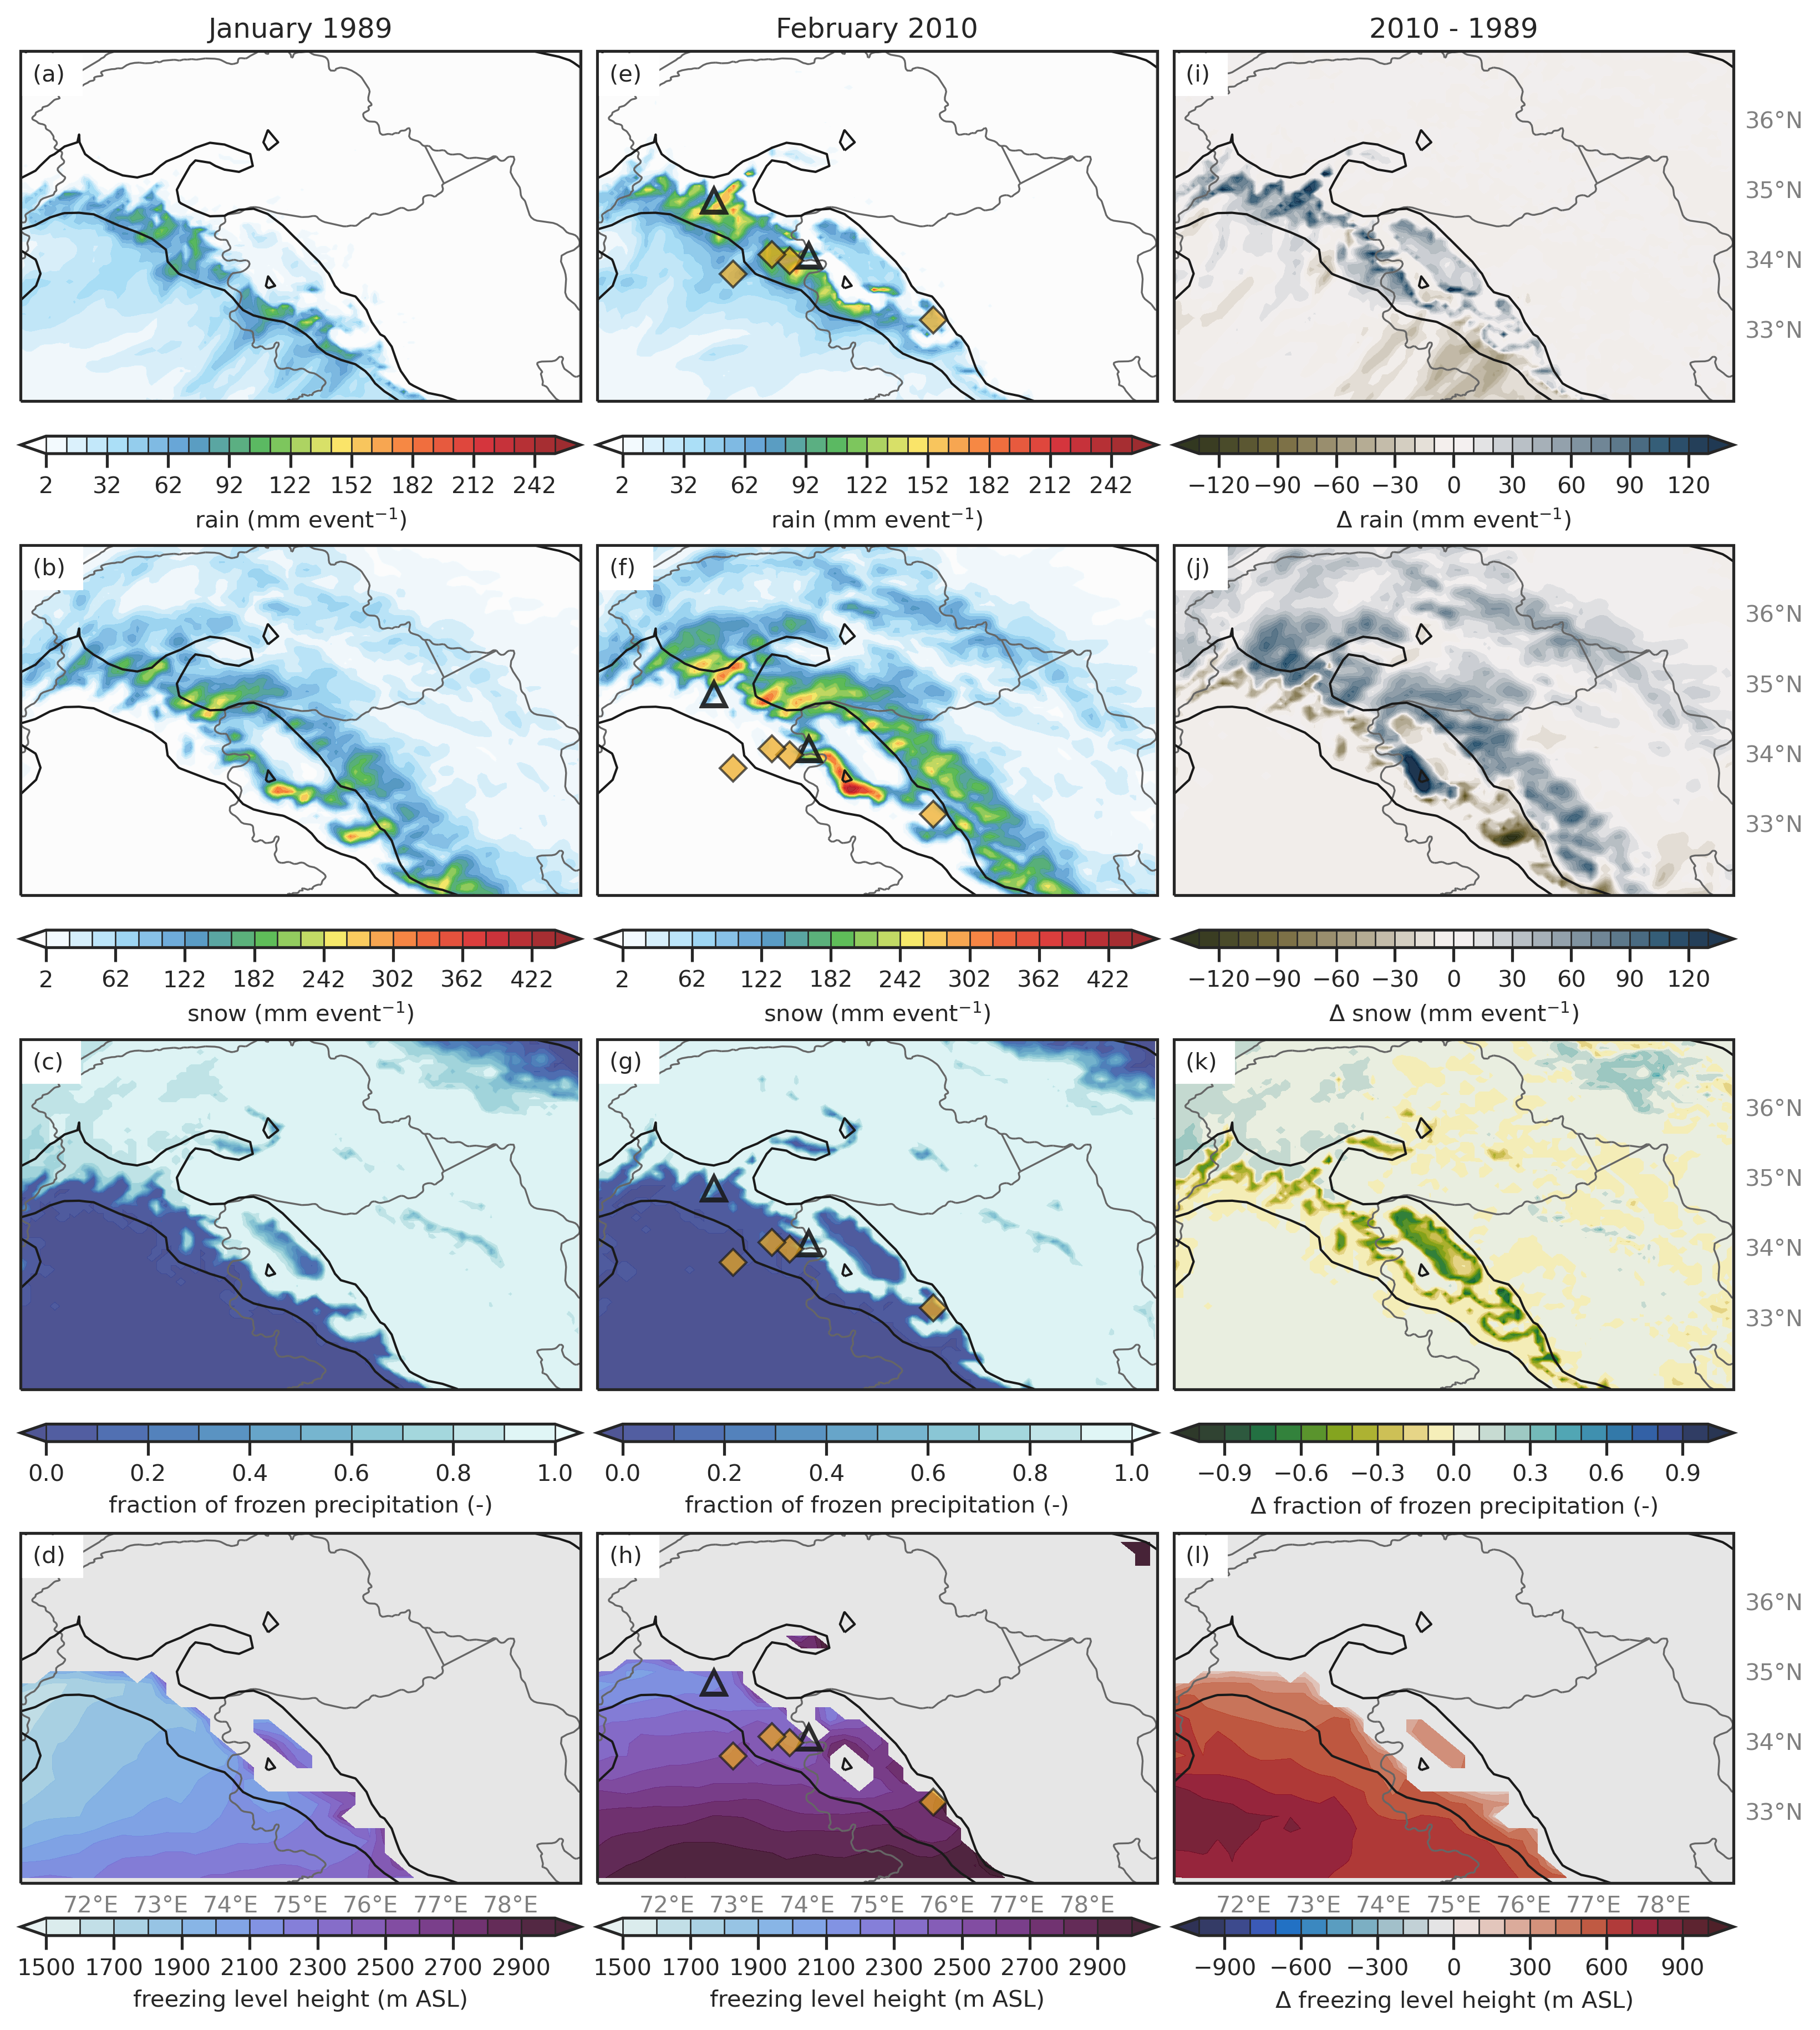 January 1989 February 2010 2010 - 1989
(a) (e) (i)
36°N
35°N
34°N
33°N
2 32 62 92 122 152 182 212 242 2 32 62 92 122 152 182 212 242 −120 −90 −60 −30 0 30 60 90 120
rain (mm event⁻¹) rain (mm event⁻¹) Δ rain (mm event⁻¹)
(b) (f) (j)
36°N
35°N
34°N
33°N
2 62 122 182 242 302 362 422 2 62 122 182 242 302 362 422 −120 −90 −60 −30 0 30 60 90 120
snow (mm event⁻¹) snow (mm event⁻¹) Δ snow (mm event⁻¹)
(c) (g) (k)
36°N
35°N
34°N
33°N
0.0 0.2 0.4 0.6 0.8 1.0 0.0 0.2 0.4 0.6 0.8 1.0 −0.9 −0.6 −0.3 0.0 0.3 0.6 0.9
fraction of frozen precipitation (-) fraction of frozen precipitation (-) Δ fraction of frozen precipitation (-)
(d) (h) (l)
36°N
35°N
34°N
33°N
72°E 73°E 74°E 75°E 76°E 77°E 78°E 72°E 73°E 74°E 75°E 76°E 77°E 78°E 72°E 73°E 74°E 75°E 76°E 77°E 78°E
1500 1700 1900 2100 2300 2500 2700 2900 1500 1700 1900 2100 2300 2500 2700 2900 −900 −600 −300 0 300 600 900
freezing level height (m ASL) freezing level height (m ASL) Δ freezing level height (m ASL)